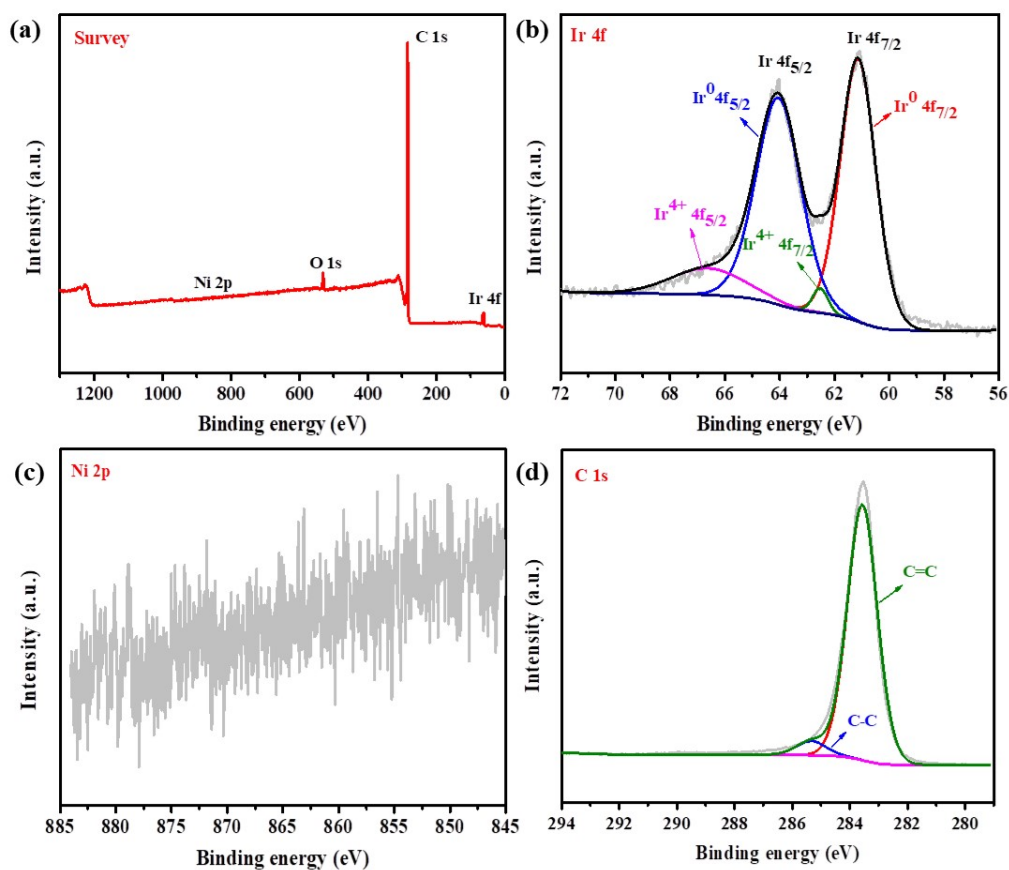 (a)
Survey
C 1s
O 1s
Ni 2p
Ir 4f
Intensity (a.u.)
1200 1000 800 600 400 200 0
Binding energy (eV)
(b)
Ir 4f
Ir 4f7/2
Ir 4f5/2
Ir0 4f5/2
Ir0 4f7/2
Ir4+ 4f5/2
Ir4+ 4f7/2
Intensity (a.u.)
72 70 68 66 64 62 60 58 56
Binding energy (eV)
(c)
Ni 2p
Intensity (a.u.)
885 880 875 870 865 860 855 850 845
Binding energy (eV)
(d)
C 1s
C=C
C-C
Intensity (a.u.)
294 292 290 288 286 284 282 280
Binding energy (eV)